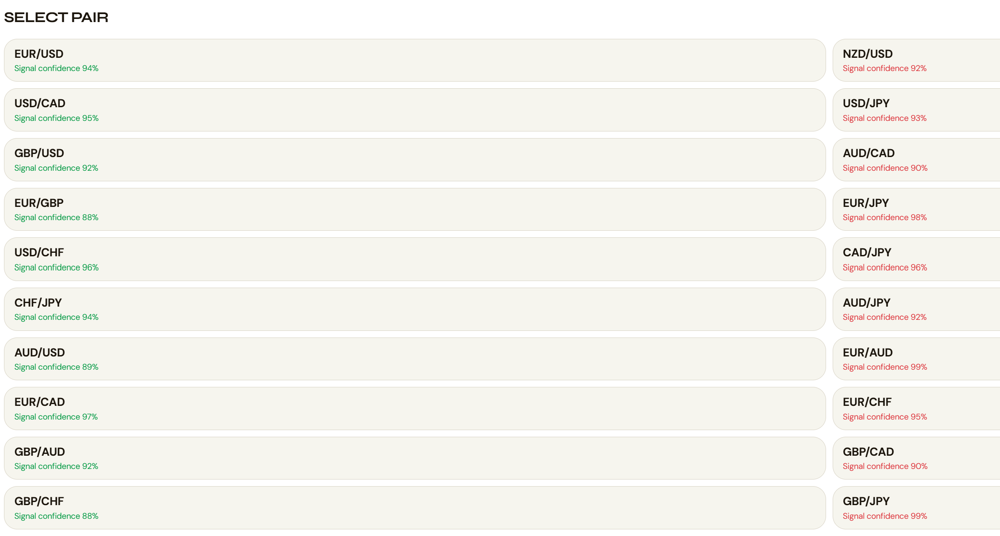 SELECT PAIR
EUR/USD
Signal confidence 94%
NZD/USD
Signal confidence 92%
USD/CAD
Signal confidence 95%
USD/JPY
Signal confidence 93%
GBP/USD
Signal confidence 92%
AUD/CAD
Signal confidence 90%
EUR/GBP
Signal confidence 88%
EUR/JPY
Signal confidence 98%
USD/CHF
Signal confidence 96%
CAD/JPY
Signal confidence 96%
CHF/JPY
Signal confidence 94%
AUD/JPY
Signal confidence 92%
AUD/USD
Signal confidence 89%
EUR/AUD
Signal confidence 99%
EUR/CAD
Signal confidence 97%
EUR/CHF
Signal confidence 95%
GBP/AUD
Signal confidence 92%
GBP/CAD
Signal confidence 90%
GBP/CHF
Signal confidence 88%
GBP/JPY
Signal confidence 99%